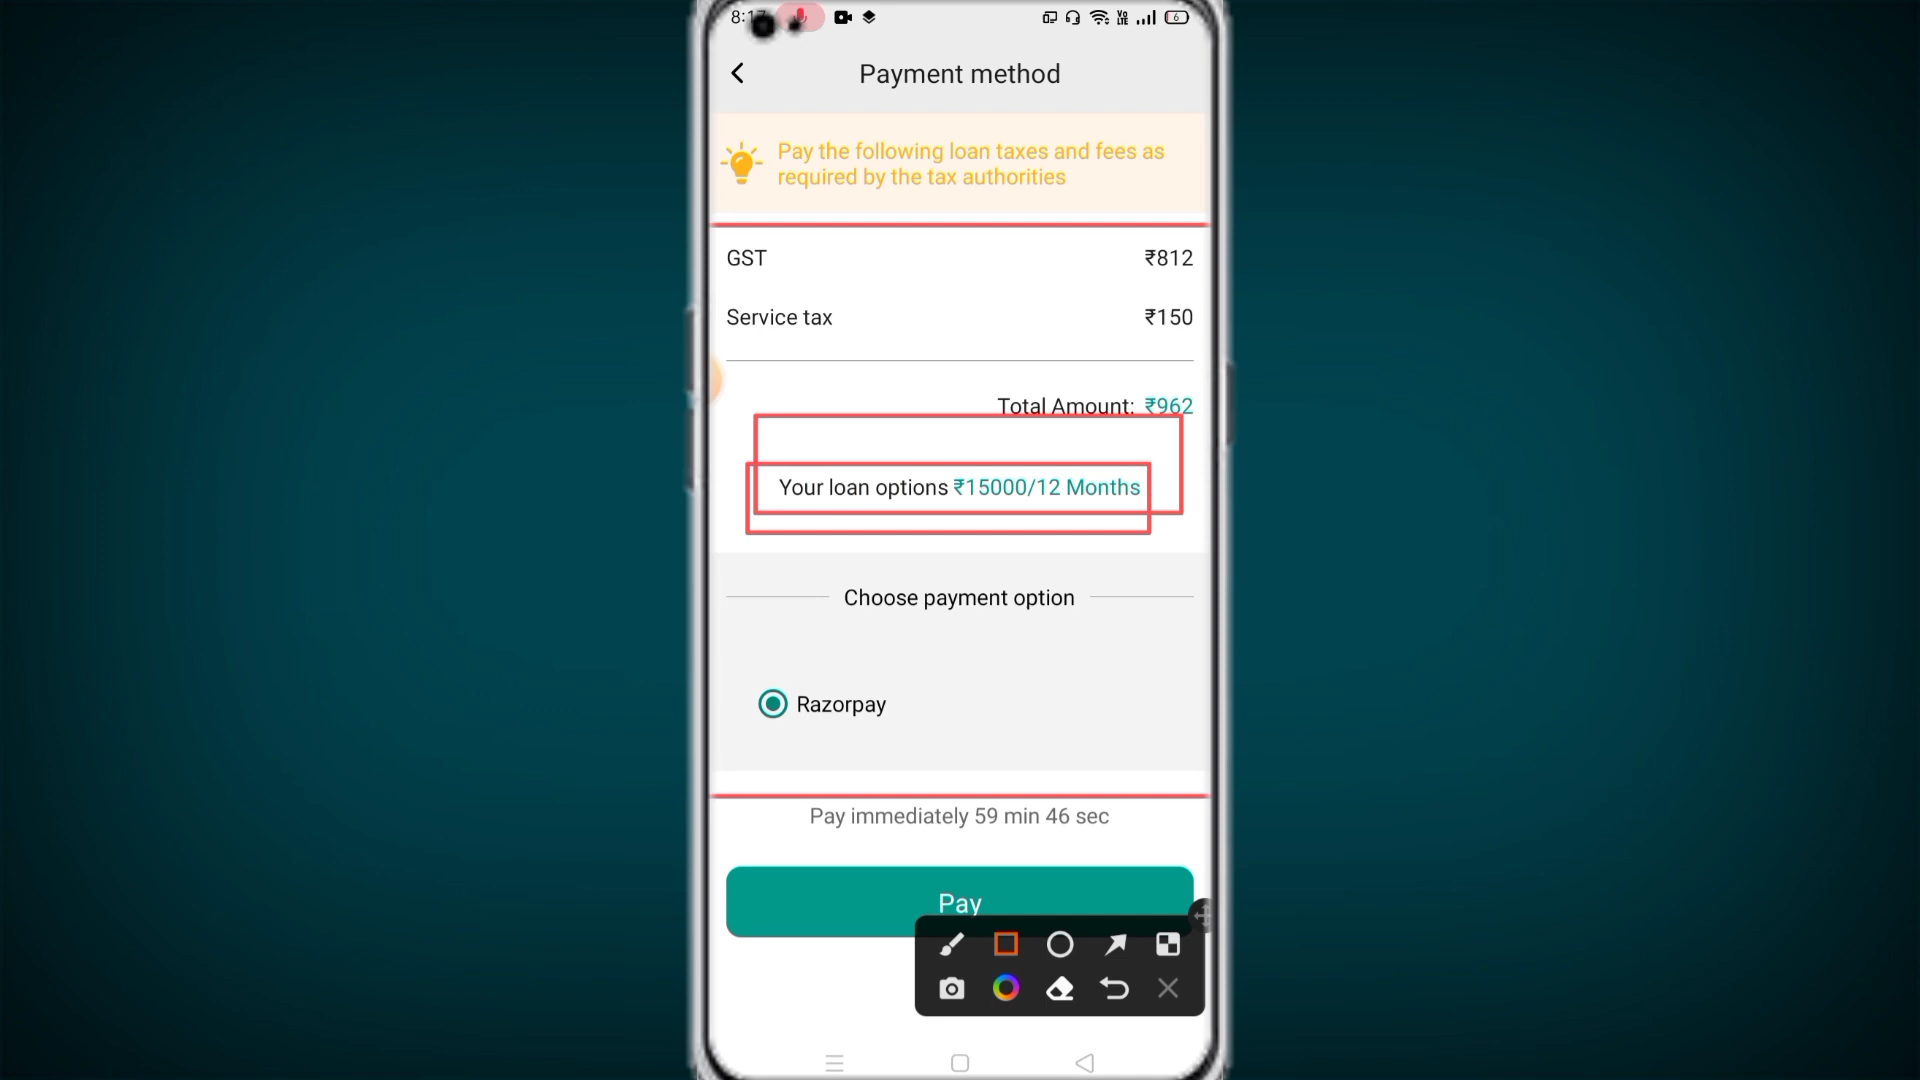 Payment method
Pay the following loan taxes and fees as
required by the tax authorities
GST ₹812
Service tax ₹150
Total Amount: ₹962
Your loan options ₹15000/12 Months
Choose payment option
Razorpay
Pay immediately 59 min 46 sec
Pay